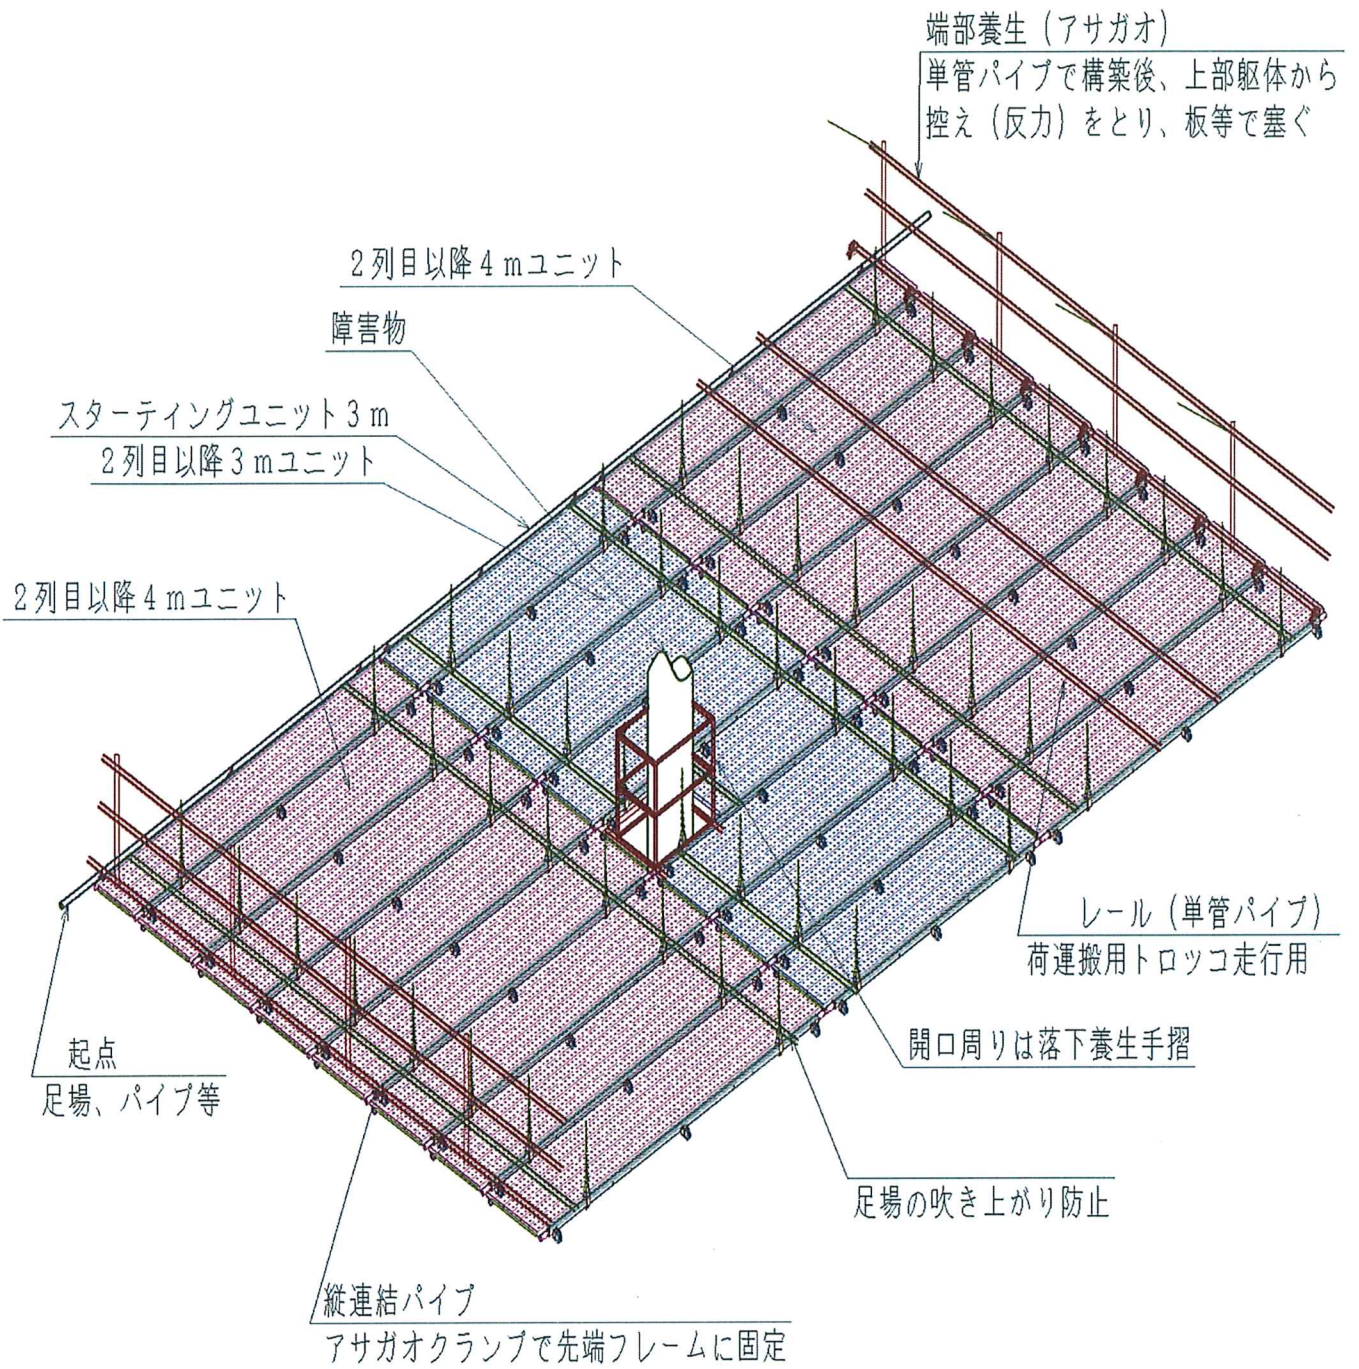 端部養生（アサガオ）
単管パイプで構築後、上部躯体から
控え（反力）をとり、板等で塞ぐ
２列目以降４ｍユニット
障害物
スターティングユニット３ｍ
２列目以降３ｍユニット
２列目以降４ｍユニット
レール（単管パイプ）
荷運搬用トロッコ走行用
開口周りは落下養生手摺
起点
足場、パイプ等
足場の吹き上がり防止
縦連結パイプ
アサガオクランプで先端フレームに固定